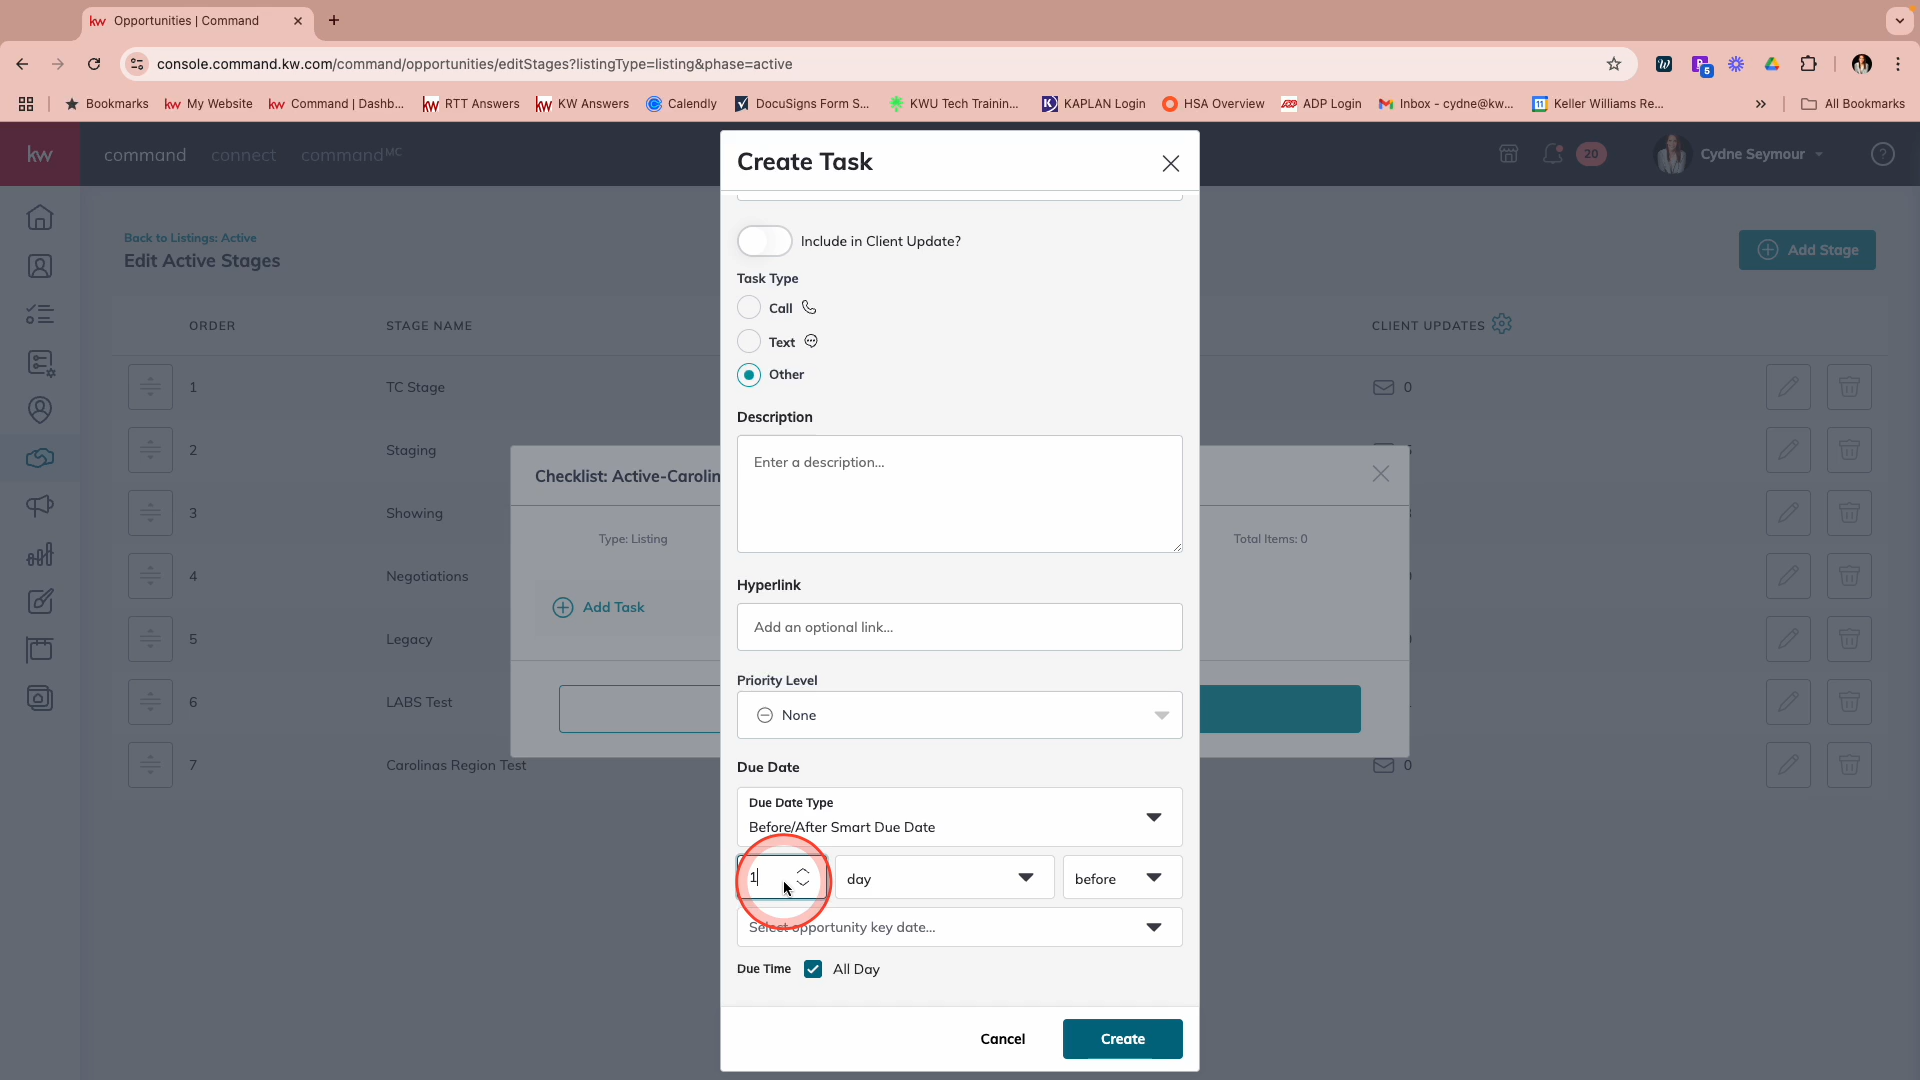 kw Opportunities | Command
console.command.kw.com/command/opportunities/editStages?listingType=listing&phase=active
5
Bookmarks kw My Website kw Command | Dashb... kw RTT Answers kw KW Answers Calendly DocuSigns Form S... KWU Tech Trainin... KAPLAN Login HSA Overview ADP Login Inbox - cydne@kw... Keller Williams Re... » All Bookmarks
kw command connect commandMC 20 Cydne Seymour ?
Create Task
Back to Listings: Active
Edit Active Stages
Add Stage
ORDER STAGE NAME CLIENT UPDATES
1 TC Stage 0
2 Staging
3 Showing
4 Negotiations
5 Legacy
6 LABS Test
7 Carolinas Region Test 0
Checklist: Active-Carolin
Type: Listing Total Items: 0
Add Task
Include in Client Update?
Task Type
Call
Text
Other
Description
Enter a description...
Hyperlink
Add an optional link...
Priority Level
None
Due Date
Due Date Type
Before/After Smart Due Date
1 day before
Select opportunity key date...
Due Time All Day
Cancel Create